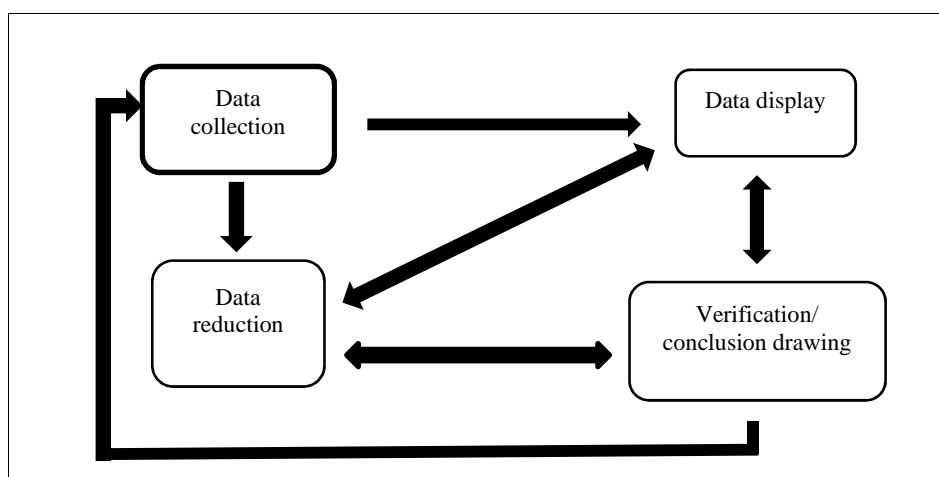 Data
collection
Data display
Data
reduction
Verification/
conclusion drawing